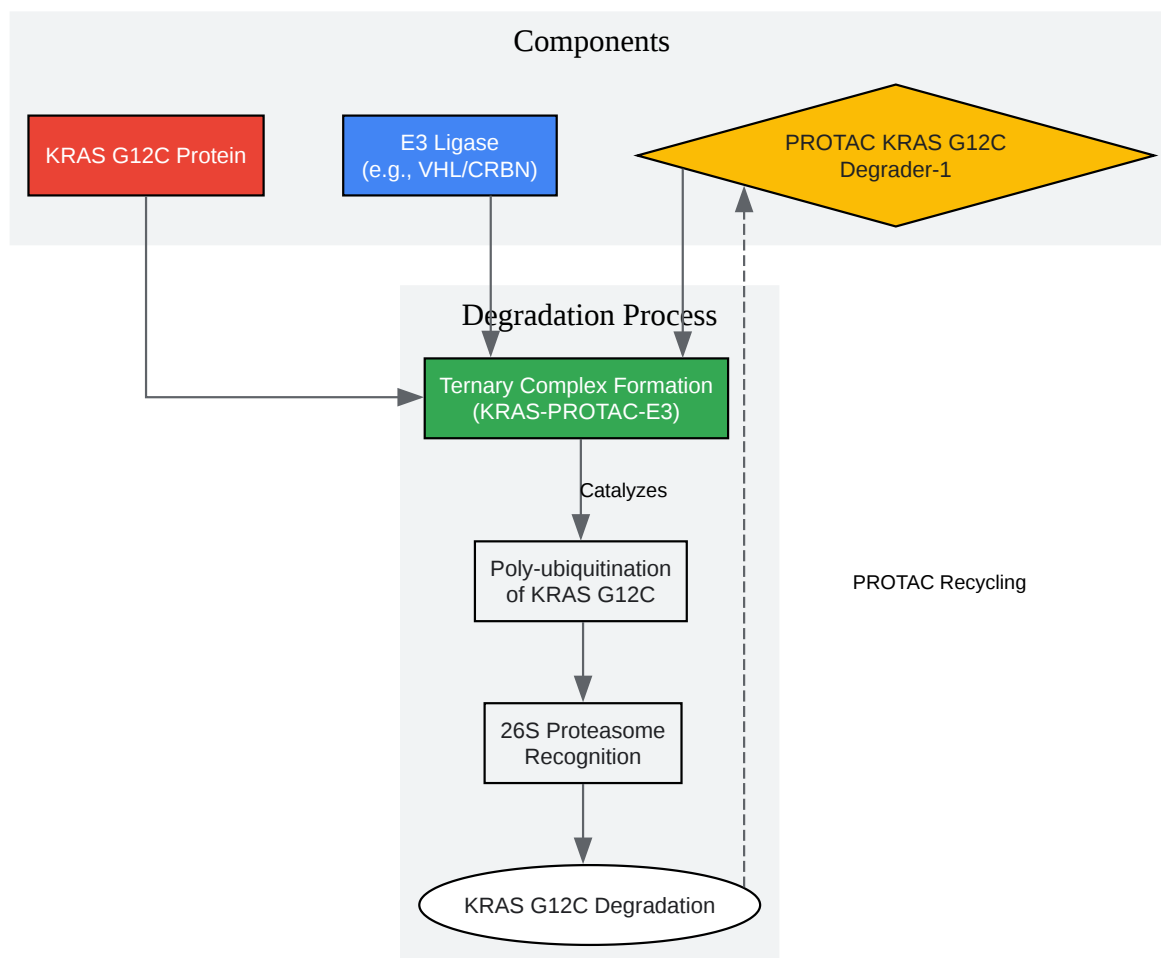 Components
KRAS G12C Protein
E3 Ligase
(e.g., VHL/CRBN)
PROTAC KRAS G12C
Degrader-1
Degradation Process
Ternary Complex Formation
(KRAS-PROTAC-E3)
Catalyzes
Poly-ubiquitination
of KRAS G12C
PROTAC Recycling
26S Proteasome
Recognition
KRAS G12C Degradation